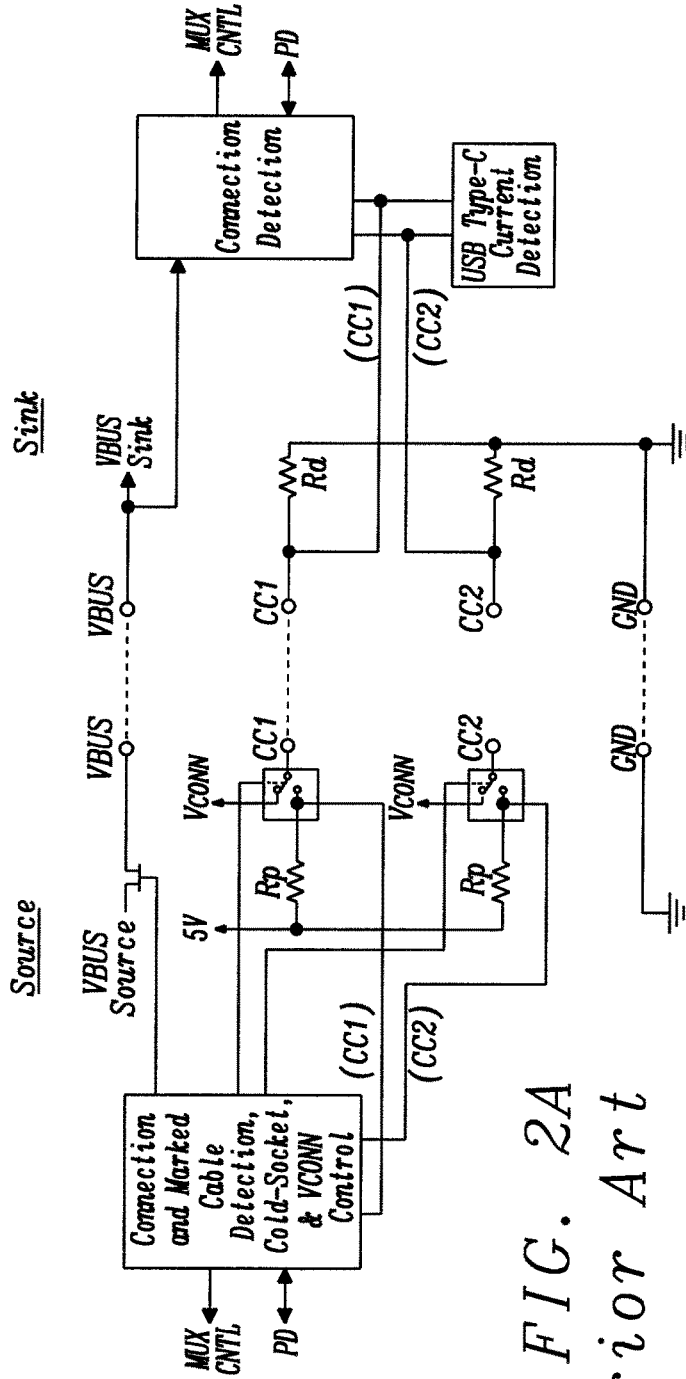 Source
Sink
VBUS
Source
VBUS
VBUS
VBUS
Sink
MUX
CNTL
PD
Connection
and Marked
Cable
Detection,
Cold-Socket,
& VCONN
Control
5V
Rp
VCONN
CC1
CC1
Rd
(CC1)
(CC2)
Rp
VCONN
CC2
CC2
Rd
(CC1)
(CC2)
GND
GND
Connection
Detection
MUX
CNTL
PD
USB Type-C
Current
Detection
FIG. 2A
rior Art